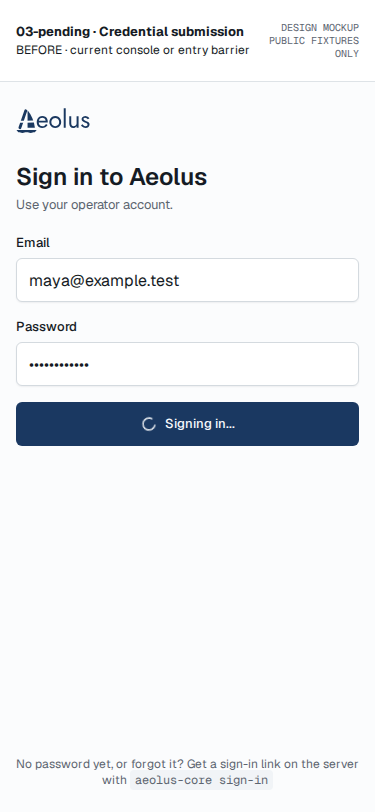 03-pending · Credential submission
BEFORE · current console or entry barrier
DESIGN MOCKUP
PUBLIC FIXTURES
ONLY
Aeolus
Sign in to Aeolus
Use your operator account.
Email
maya@example.test
Password
••••••••••••
Signing in...
No password yet, or forgot it? Get a sign-in link on the server
with aeolus-core sign-in